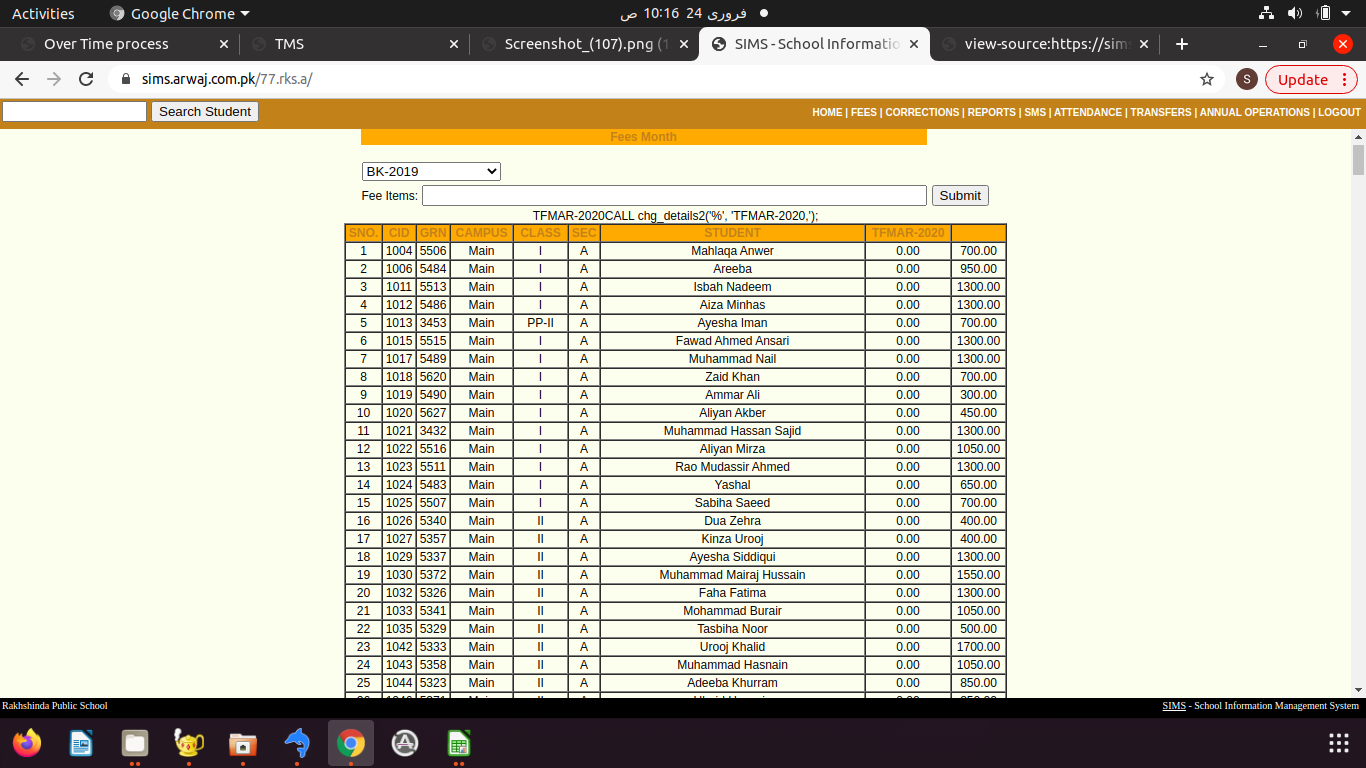 Activities Google Chrome فروری 24 10:16 ص
Over Time process TMS Screenshot_(107).png (1 SIMS - School Informatio view-source:https://sim
sims.arwaj.com.pk/77.rks.a/ S Update
Search Student HOME | FEES | CORRECTIONS | REPORTS | SMS | ATTENDANCE | TRANSFERS | ANNUAL OPERATIONS | LOGOUT
Fees Month
BK-2019
Fee Items: Submit
TFMAR-2020CALL chg_details2('%', 'TFMAR-2020,');
SNO. CID GRN CAMPUS CLASS SEC STUDENT TFMAR-2020
1 1004 5506 Main I A Mahlaqa Anwer 0.00 700.00
2 1006 5484 Main I A Areeba 0.00 950.00
3 1011 5513 Main I A Isbah Nadeem 0.00 1300.00
4 1012 5486 Main I A Aiza Minhas 0.00 1300.00
5 1013 3453 Main PP-II A Ayesha Iman 0.00 700.00
6 1015 5515 Main I A Fawad Ahmed Ansari 0.00 1300.00
7 1017 5489 Main I A Muhammad Nail 0.00 1300.00
8 1018 5620 Main I A Zaid Khan 0.00 700.00
9 1019 5490 Main I A Ammar Ali 0.00 300.00
10 1020 5627 Main I A Aliyan Akber 0.00 450.00
11 1021 3432 Main I A Muhammad Hassan Sajid 0.00 1300.00
12 1022 5516 Main I A Aliyan Mirza 0.00 1050.00
13 1023 5511 Main I A Rao Mudassir Ahmed 0.00 1300.00
14 1024 5483 Main I A Yashal 0.00 650.00
15 1025 5507 Main I A Sabiha Saeed 0.00 700.00
16 1026 5340 Main II A Dua Zehra 0.00 400.00
17 1027 5357 Main II A Kinza Urooj 0.00 400.00
18 1029 5337 Main II A Ayesha Siddiqui 0.00 1300.00
19 1030 5372 Main II A Muhammad Mairaj Hussain 0.00 1550.00
20 1032 5326 Main II A Faha Fatima 0.00 1300.00
21 1033 5341 Main II A Mohammad Burair 0.00 1050.00
22 1035 5329 Main II A Tasbiha Noor 0.00 500.00
23 1042 5333 Main II A Urooj Khalid 0.00 1700.00
24 1043 5358 Main II A Muhammad Hasnain 0.00 1050.00
25 1044 5323 Main II A Adeeba Khurram 0.00 850.00
Rakhshinda Public School SIMS - School Information Management System